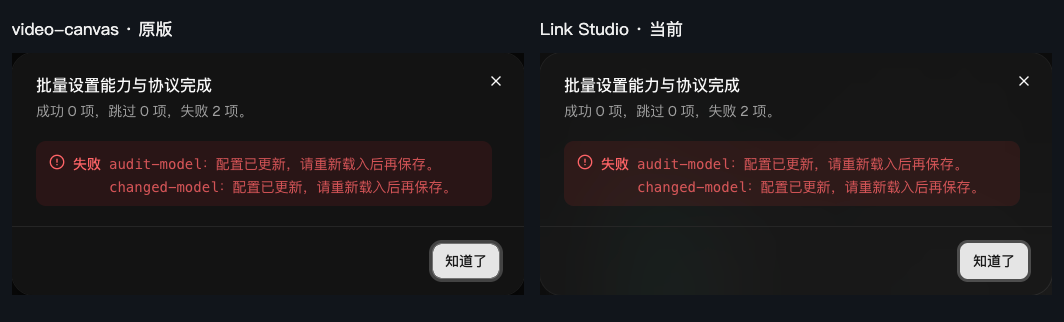 video-canvas · 原版
批量设置能力与协议完成
成功 0 项，跳过 0 项，失败 2 项。
失败 audit-model: 配置已更新，请重新载入后再保存。
changed-model: 配置已更新，请重新载入后再保存。
知道了
Link Studio · 当前
批量设置能力与协议完成
成功 0 项，跳过 0 项，失败 2 项。
失败 audit-model: 配置已更新，请重新载入后再保存。
changed-model: 配置已更新，请重新载入后再保存。
知道了